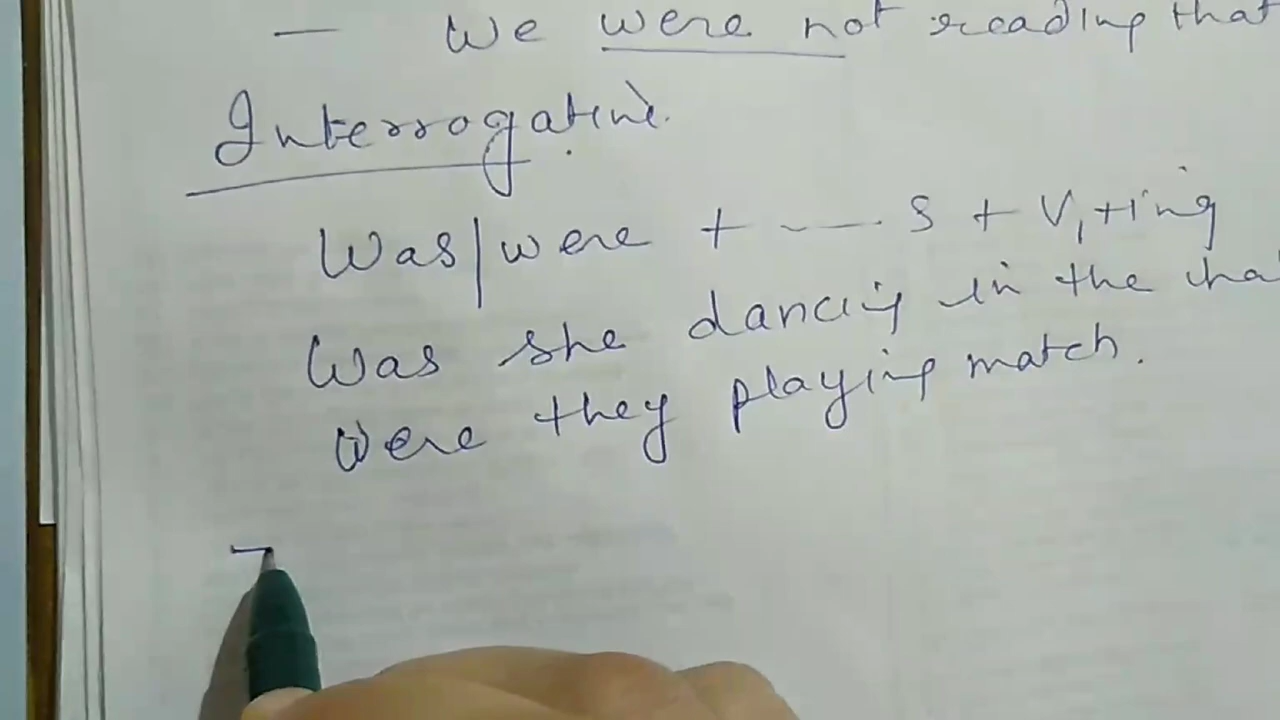 — We were not reading that
Interrogative.
Was|were + ---- S + V1+ing
Was she dancing in the
Were they playing match.